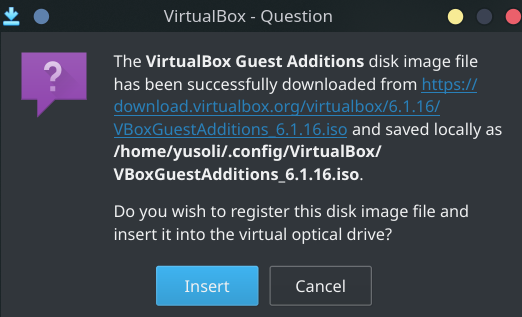 VirtualBox - Question
The VirtualBox Guest Additions disk image file
has been successfully downloaded from https://
download.virtualbox.org/virtualbox/6.1.16/
VBoxGuestAdditions_6.1.16.iso and saved locally as
/home/yusoli/.config/VirtualBox/
VBoxGuestAdditions_6.1.16.iso.
Do you wish to register this disk image file and
insert it into the virtual optical drive?
Insert
Cancel